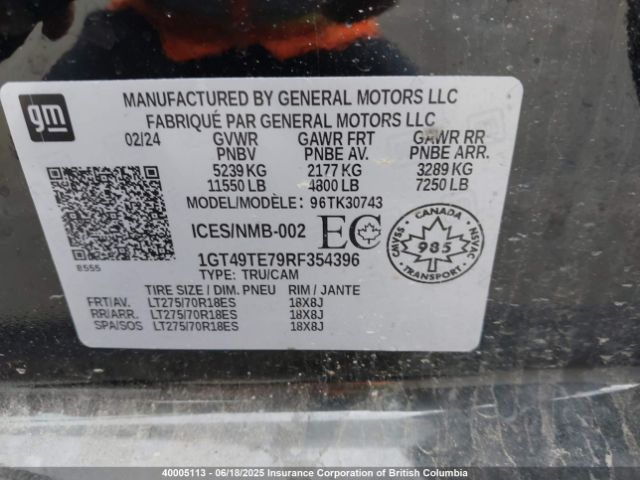 gm
MANUFACTURED BY GENERAL MOTORS LLC
FABRIQUÉ PAR GENERAL MOTORS LLC
02/24 GVWR GAWR FRT GAWR RR
PNBV PNBE AV. PNBE ARR.
5239 KG 2177 KG 3289 KG
11550 LB 4800 LB 7250 LB
MODEL/MODÈLE: 96TK30743
ICES/NMB-002 EC
CANADA
CMVSS 985 NSVAC
8555
1GT49TE79RF354396
TYPE: TRU/CAM
TIRE SIZE / DIM. PNEU RIM / JANTE
FRT/AV. LT275/70R18ES 18X8J
RR/ARR. LT275/70R18ES 18X8J
SPA/SOS LT275/70R18ES 18X8J
40005113 - 06/18/2025 Insurance Corporation of British Columbia